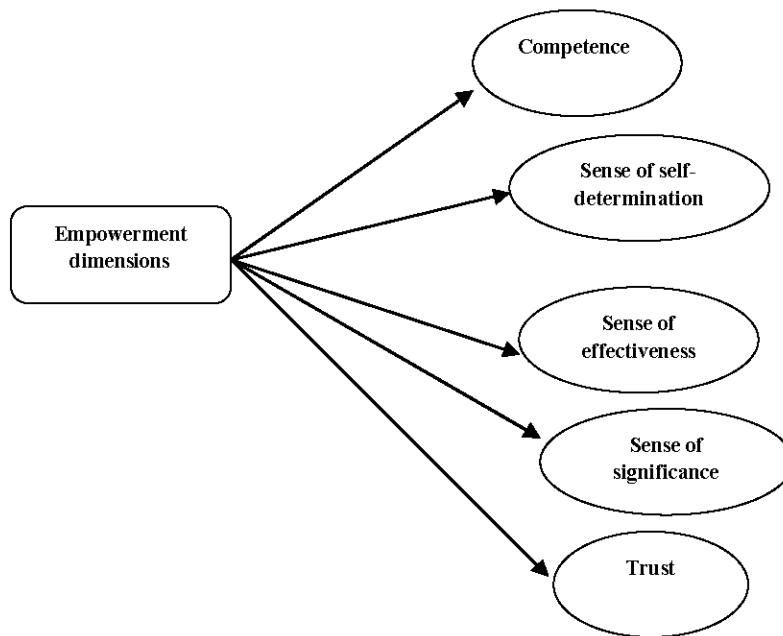 Competence
Sense of self-
determination
Empowerment
dimensions
Sense of
effectiveness
Sense of
significance
Trust